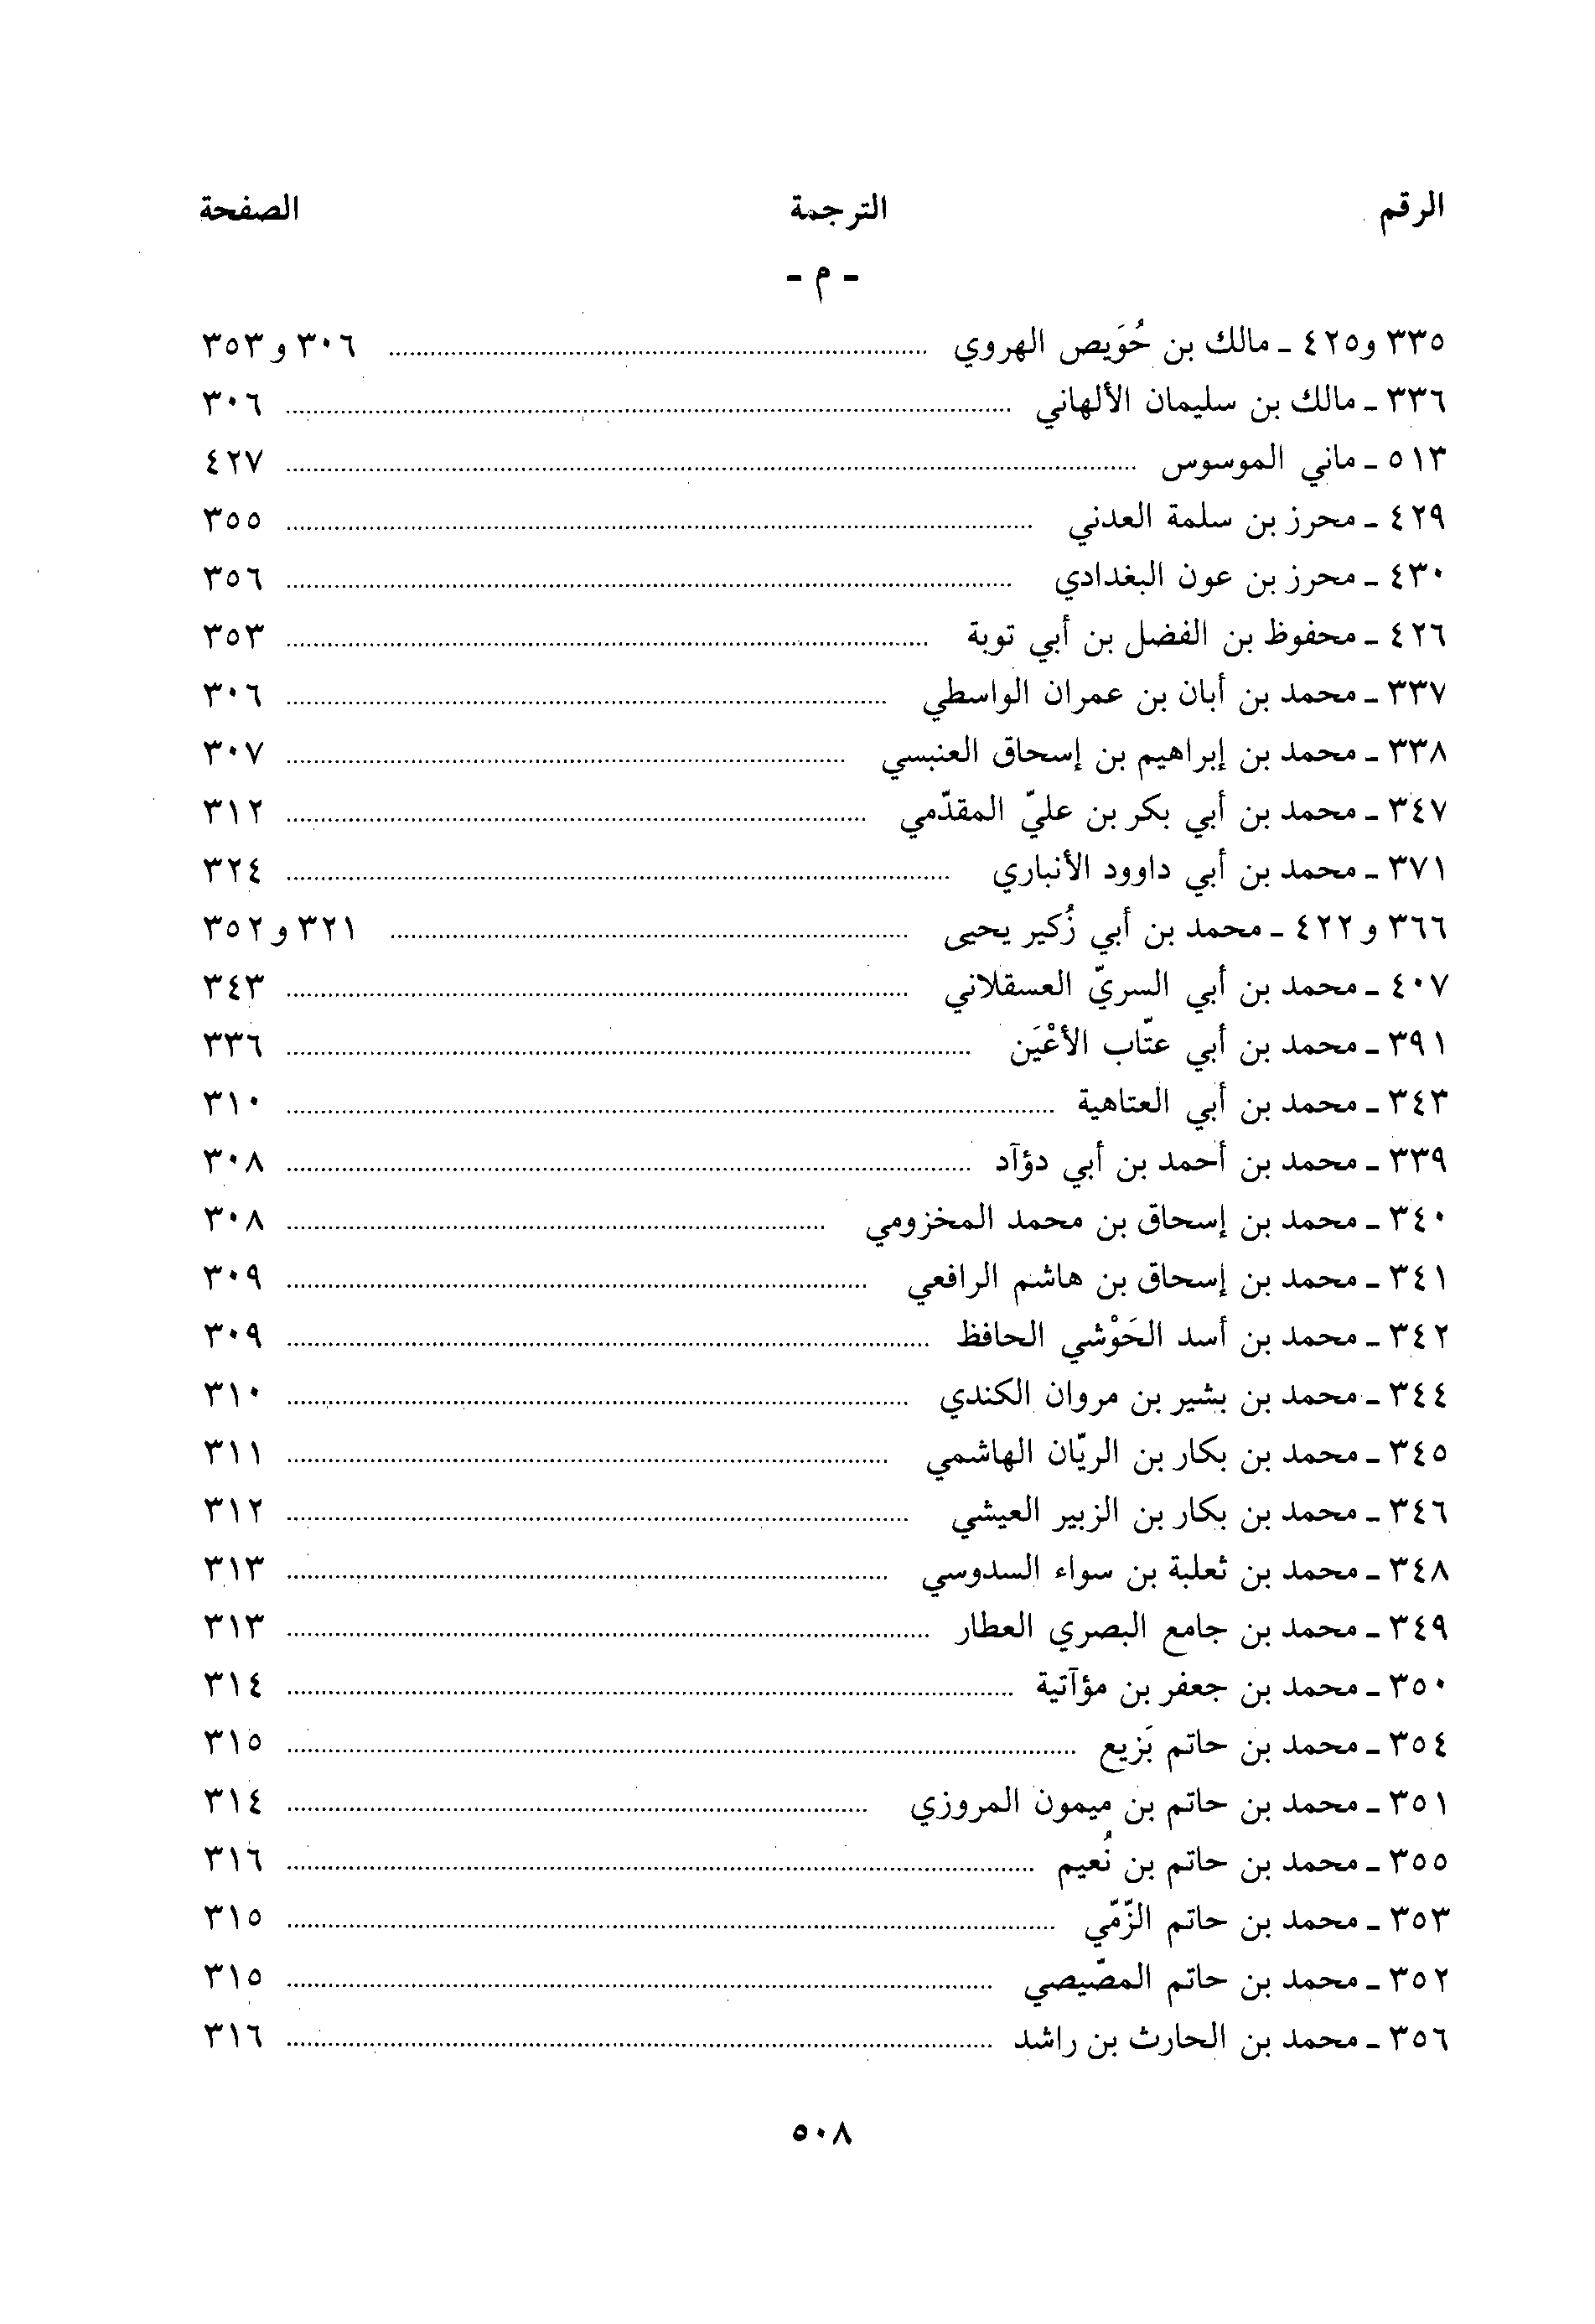 الرقم الترجمة الصفحة
- م -
٣٣٥ و٤٢٥ ـ مالك بن حُوَيص الهروي ........ ٣٠٦ و ٣٥٣
٣٣٦ ـ مالك بن سليمان الألهاني ........ ٣٠٦
٥١٣ ـ ماني الموسوس ........ ٤٢٧
٤٢٩ ـ محرز بن سلمة العدني ........ ٣٥٥
٤٣٠ ـ محرز بن عون البغدادي ........ ٣٥٦
٤٢٦ ـ محفوظ بن الفضل بن أبي توبة ........ ٣٥٣
٣٣٧ ـ محمد بن أبان بن عمران الواسطي ........ ٣٠٦
٣٣٨ ـ محمد بن إبراهيم بن إسحاق العنبسي ........ ٣٠٧
٣٤٧ ـ محمد بن أبي بكر بن عليّ المقدّمي ........ ٣١٢
٣٧١ ـ محمد بن أبي داوود الأنباري ........ ٣٢٤
٣٦٦ و ٤٢٢ ـ محمد بن أبي زُكير يحيى ........ ٣٢١ و ٣٥٢
٤٠٧ ـ محمد بن أبي السريّ العسقلاني ........ ٣٤٣
٣٩١ ـ محمد بن أبي عتّاب الأعْيَن ........ ٣٣٦
٣٤٣ ـ محمد بن أبي العتاهية ........ ٣١٠
٣٣٩ ـ محمد بن أحمد بن أبي دؤآد ........ ٣٠٨
٣٤٠ ـ محمد بن إسحاق بن محمد المخزومي ........ ٣٠٨
٣٤١ ـ محمد بن إسحاق بن هاشم الرافعي ........ ٣٠٩
٣٤٢ ـ محمد بن أسد الحَوْشي الحافظ ........ ٣٠٩
٣٤٤ ـ محمد بن بشير بن مروان الكندي ........ ٣١٠
٣٤٥ ـ محمد بن بكار بن الريّان الهاشمي ........ ٣١١
٣٤٦ ـ محمد بن بكار بن الزبير العيشي ........ ٣١٢
٣٤٨ ـ محمد بن ثعلبة بن سواء السدوسي ........ ٣١٣
٣٤٩ ـ محمد بن جامع البصري العطار ........ ٣١٣
٣٥٠ ـ محمد بن جعفر بن مؤآتية ........ ٣١٤
٣٥٤ ـ محمد بن حاتم بَزيع ........ ٣١٥
٣٥١ ـ محمد بن حاتم بن ميمون المروزي ........ ٣١٤
٣٥٥ ـ محمد بن حاتم بن نُعيم ........ ٣١٦
٣٥٣ ـ محمد بن حاتم الزّمّي ........ ٣١٥
٣٥٢ ـ محمد بن حاتم المصّيصي ........ ٣١٥
٣٥٦ ـ محمد بن الحارث بن راشد ........ ٣١٦
٥٠٨